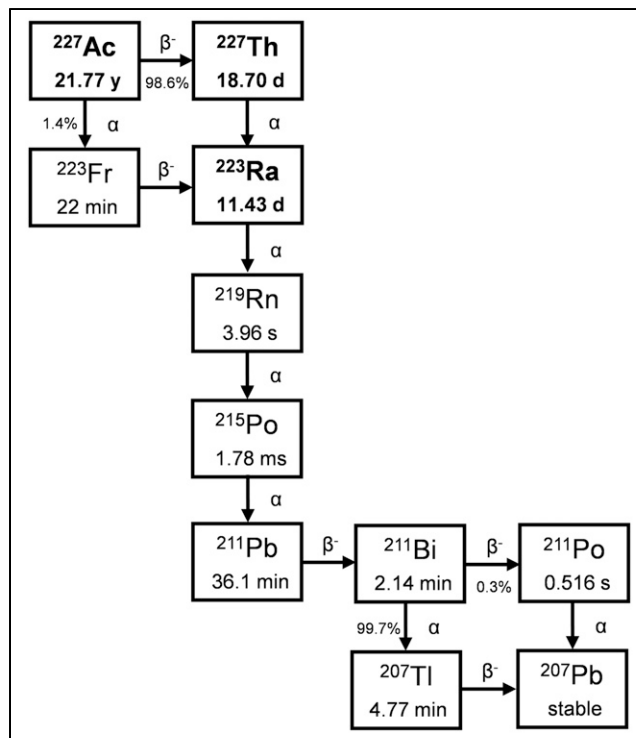 ²²⁷Ac β⁻ ²²⁷Th
21.77 y 98.6% 18.70 d
1.4% α α
²²³Fr β⁻ ²²³Ra
22 min 11.43 d
α
²¹⁹Rn
3.96 s
α
²¹⁵Po
1.78 ms
α
²¹¹Pb β⁻ ²¹¹Bi β⁻ ²¹¹Po
36.1 min 2.14 min 0.3% 0.516 s
99.7% α α
²⁰⁷Tl β⁻ ²⁰⁷Pb
4.77 min stable